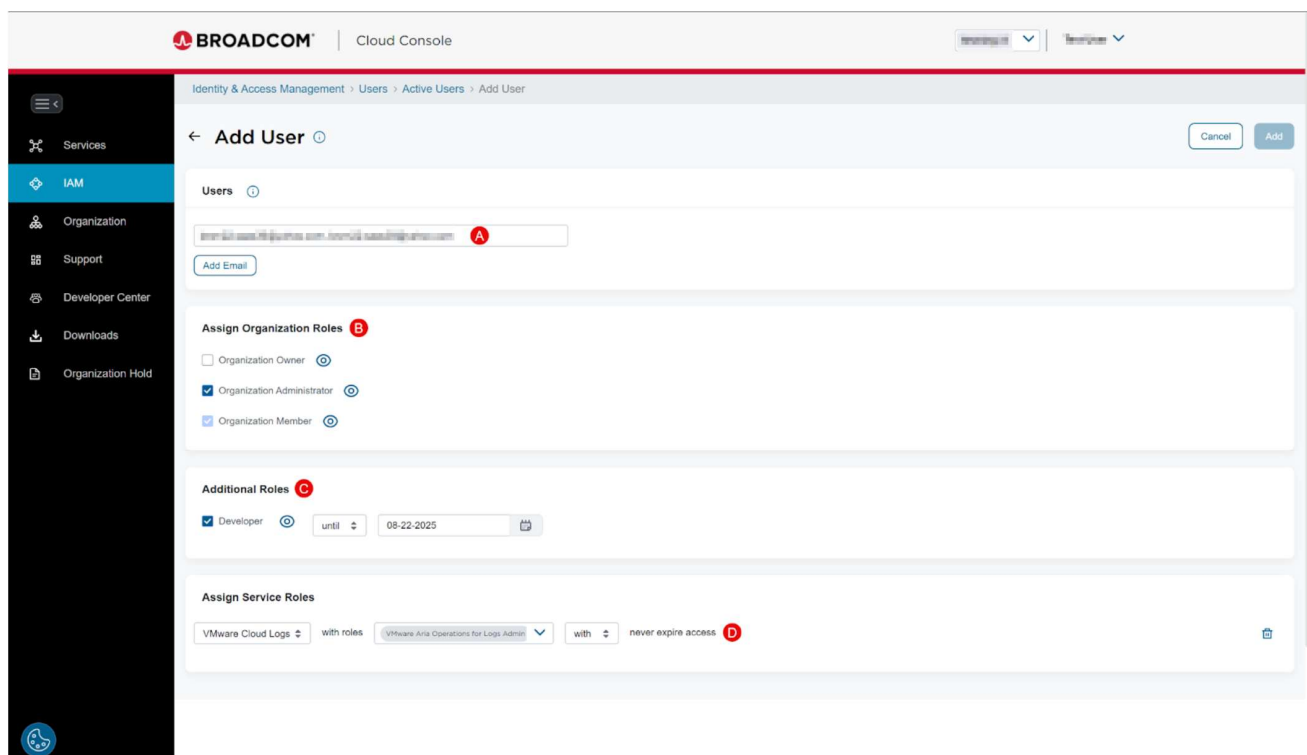 BROADCOM Cloud Console
Identity & Access Management > Users > Active Users > Add User
Services
IAM
Organization
Support
Developer Center
Downloads
Organization Hold
Add User
Cancel
Add
Users
A
Add Email
Assign Organization Roles B
Organization Owner
Organization Administrator
Organization Member
Additional Roles C
Developer until 08-22-2025
Assign Service Roles
VMware Cloud Logs with roles VMware Aria Operations for Logs Admin with never expire access D